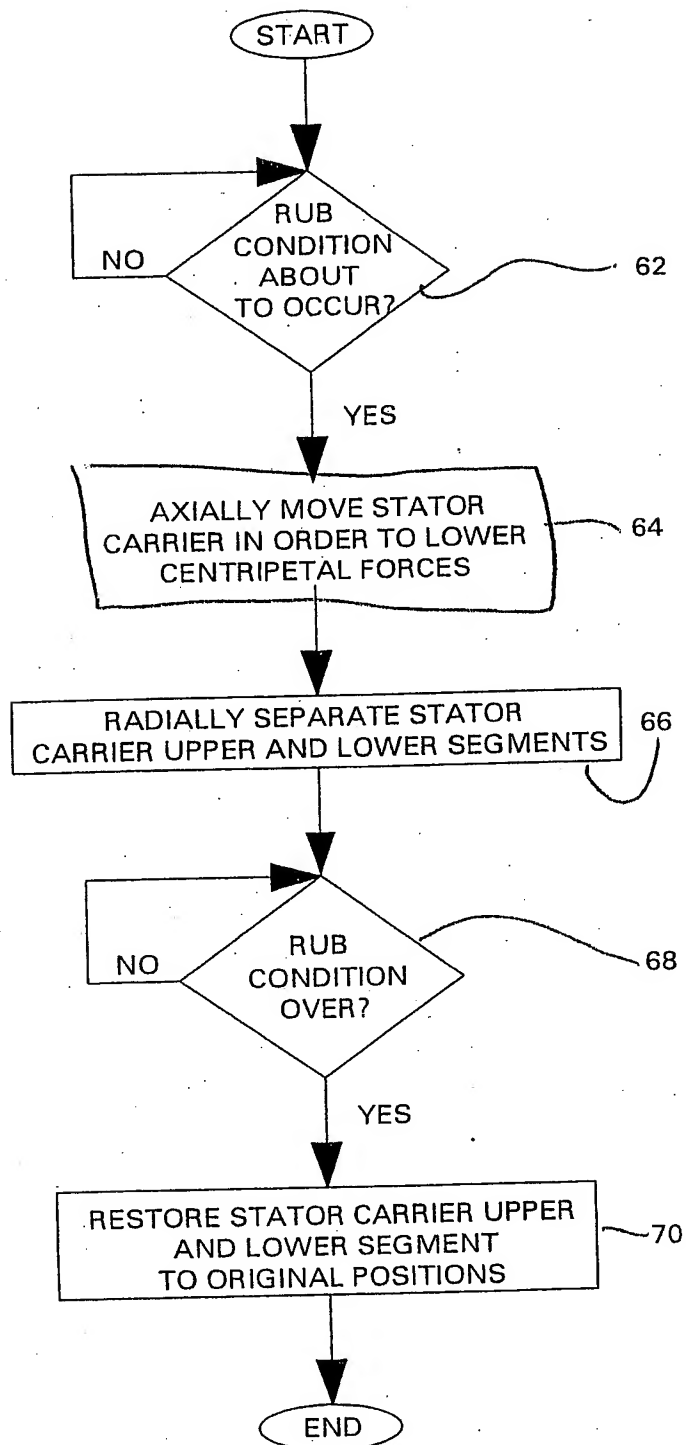 START
RUB
CONDITION
ABOUT
TO OCCUR?
NO
62
YES
AXIALLY MOVE STATOR
CARRIER IN ORDER TO LOWER
CENTRIPETAL FORCES
64
RADIALLY SEPARATE STATOR
CARRIER UPPER AND LOWER SEGMENTS
66
RUB
CONDITION
OVER?
NO
68
YES
RESTORE STATOR CARRIER UPPER
AND LOWER SEGMENT
TO ORIGINAL POSITIONS
70
END